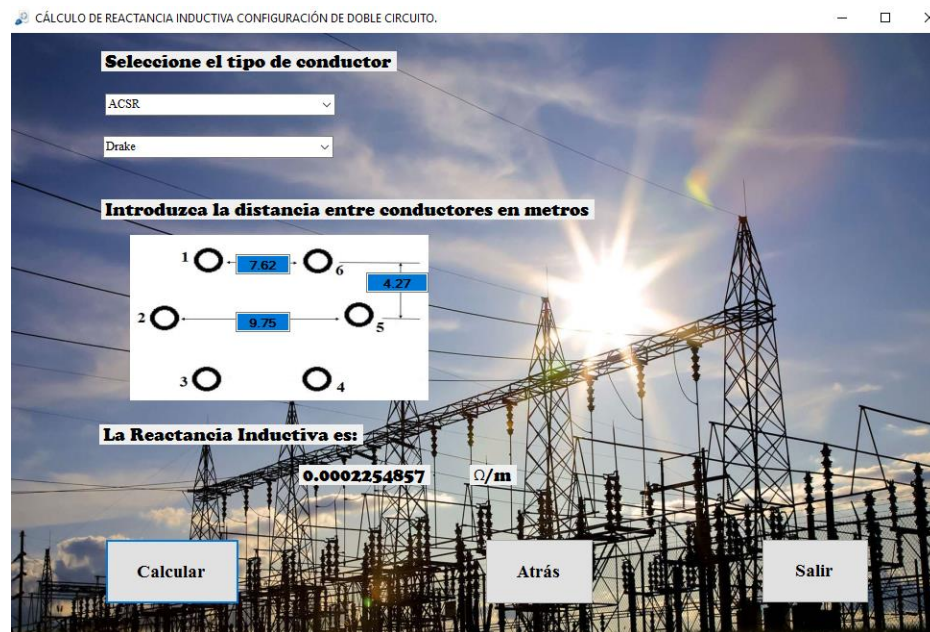 CÁLCULO DE REACTANCIA INDUCTIVA CONFIGURACIÓN DE DOBLE CIRCUITO.
Seleccione el tipo de conductor
ACSR
Drake
Introduzca la distancia entre conductores en metros
1 7.62 6
4.27
2 9.75 5
3 4
La Reactancia Inductiva es:
0.0002254857 Ω/m
Calcular Atrás Salir